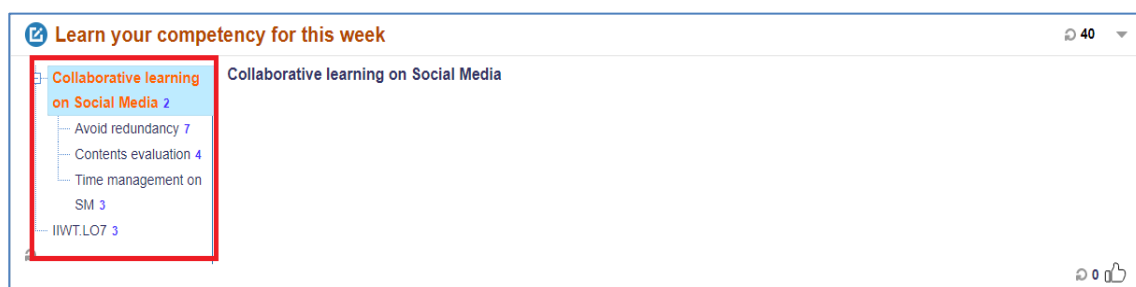 Learn your competency for this week
40
Collaborative learning
on Social Media 2
Avoid redundancy 7
Contents evaluation 4
Time management on
SM 3
IIWT.LO7 3
Collaborative learning on Social Media
0